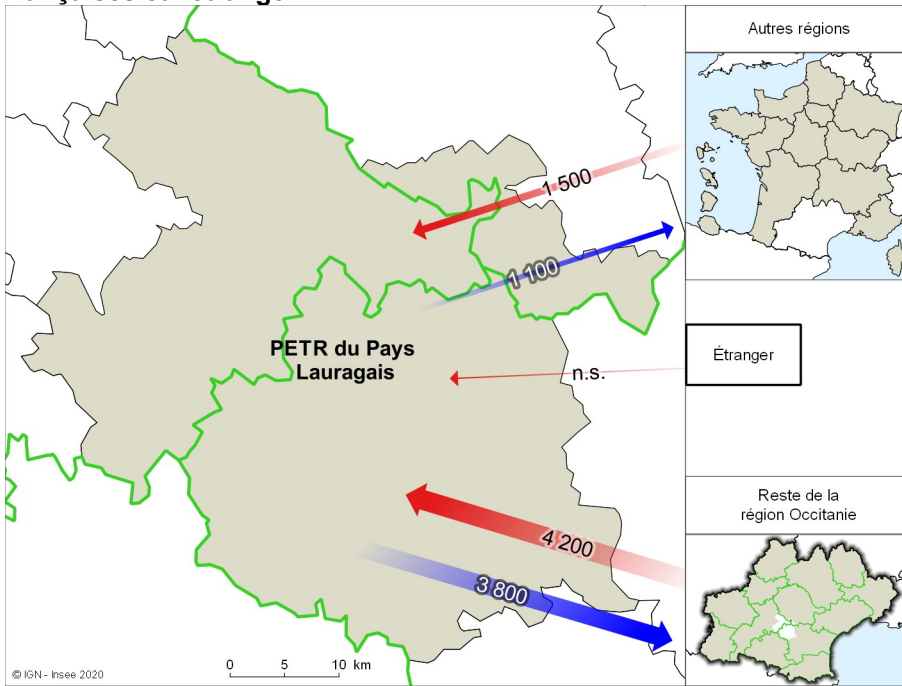 Autres régions
1 500
1 100
PETR du Pays
Lauragais
n.s.
Étranger
Reste de la
région Occitanie
4 200
3 800
0 5 10 km
© IGN - Insee 2020